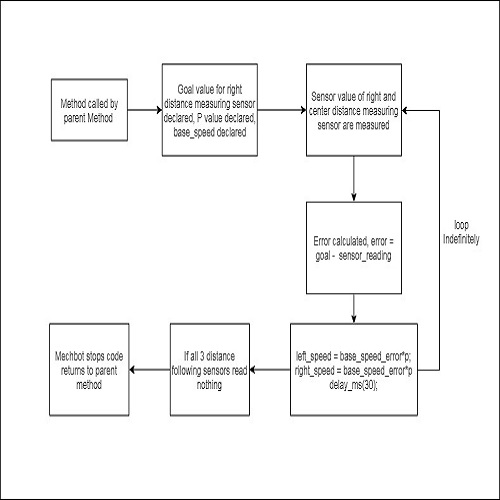 Method called by
parent Method
Goal value for right
distance measuring sensor
declared, P value declared,
base_speed declared
Sensor value of right and
center distance measuring
sensor are measured
loop
Indefinitely
Error calculated, error =
goal - sensor_reading
left_speed = base_speed_error*p;
right_speed = base_speed_error*p
delay_ms(30);
If all 3 distance
following sensors read
nothing
Mechbot stops code
returns to parent
method